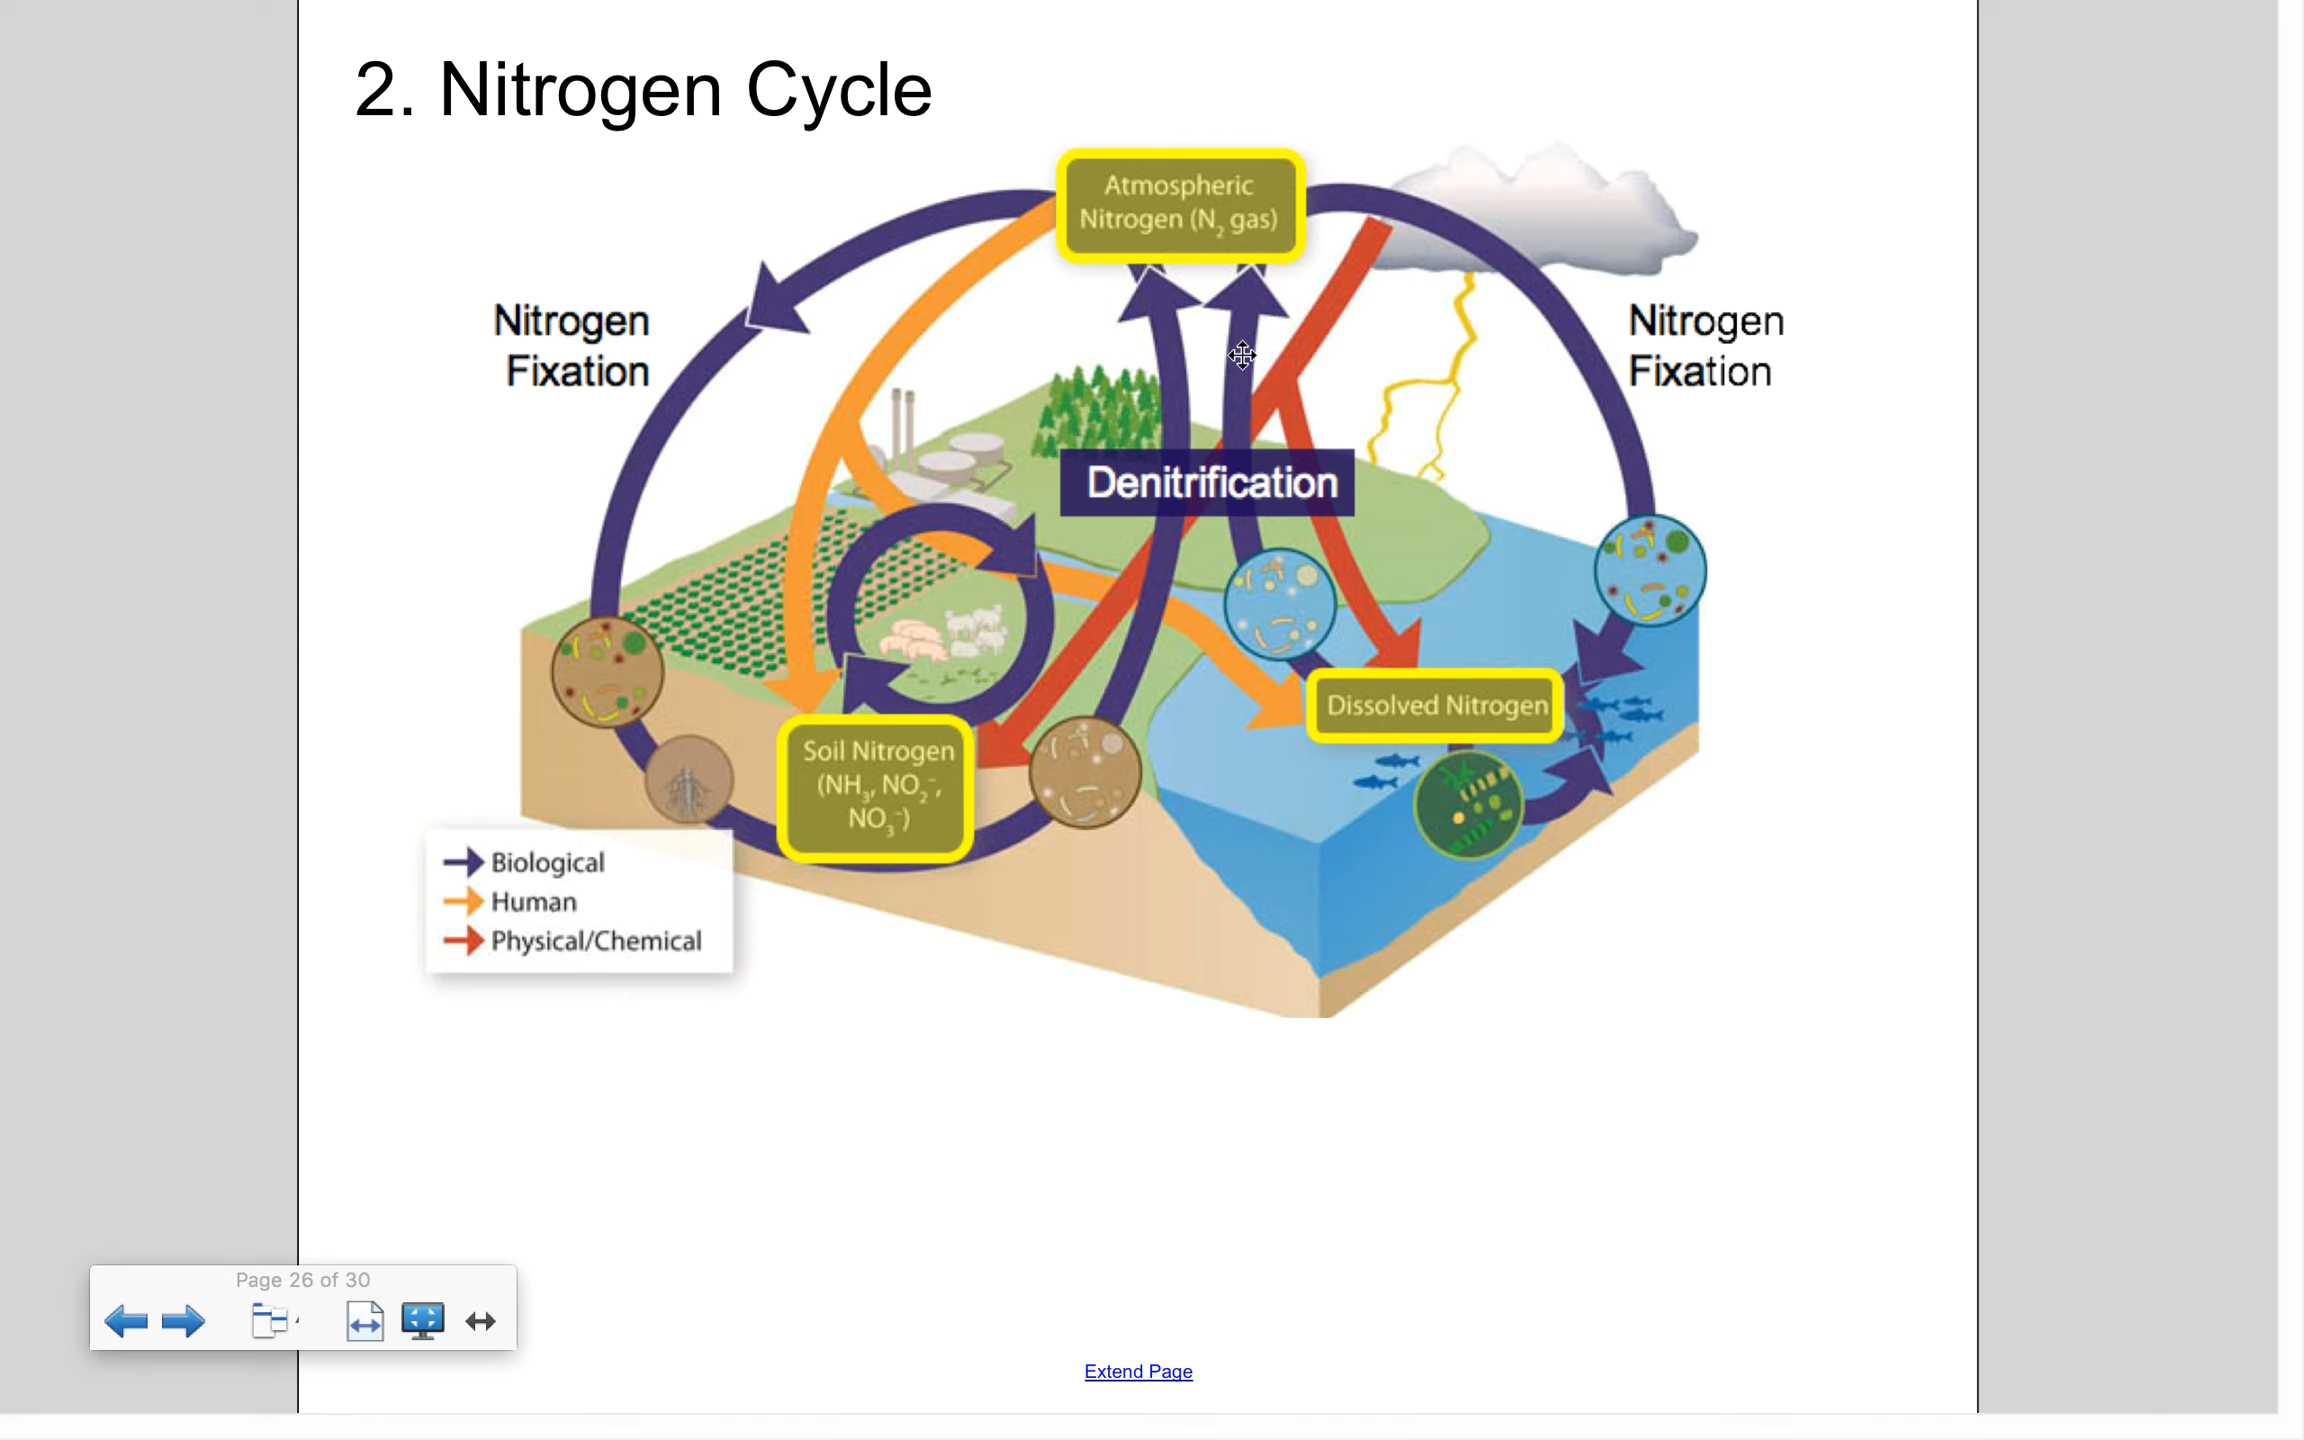 2. Nitrogen Cycle
Atmospheric
Nitrogen (N₂ gas)
Nitrogen
Fixation
Nitrogen
Fixation
Denitrification
Dissolved Nitrogen
Soil Nitrogen
(NH₃, NO₂⁻,
NO₃⁻)
Biological
Human
Physical/Chemical
Page 26 of 30
Extend Page